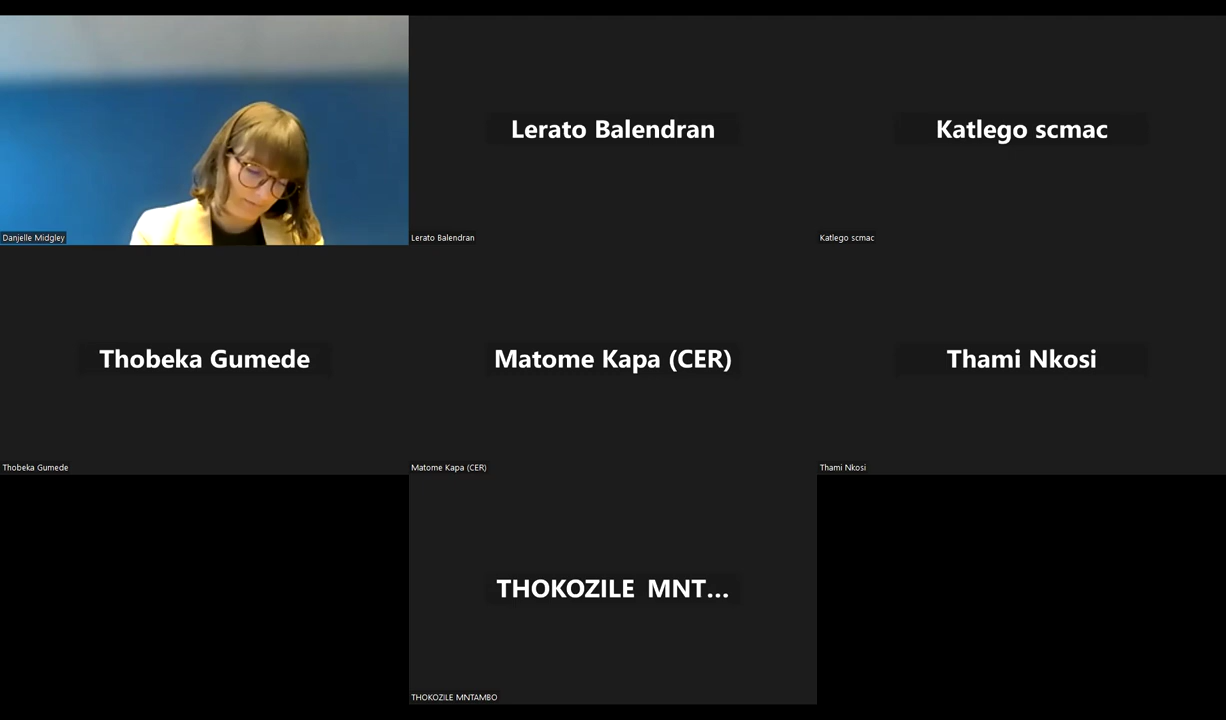 Lerato Balendran
Katlego scmac
Danjelle Midgley
Lerato Balendran
Katlego scmac
Thobeka Gumede
Matome Kapa (CER)
Thami Nkosi
Thobeka Gumede
Matome Kapa (CER)
Thami Nkosi
THOKOZILE MNT...
THOKOZILE MNTAMBO